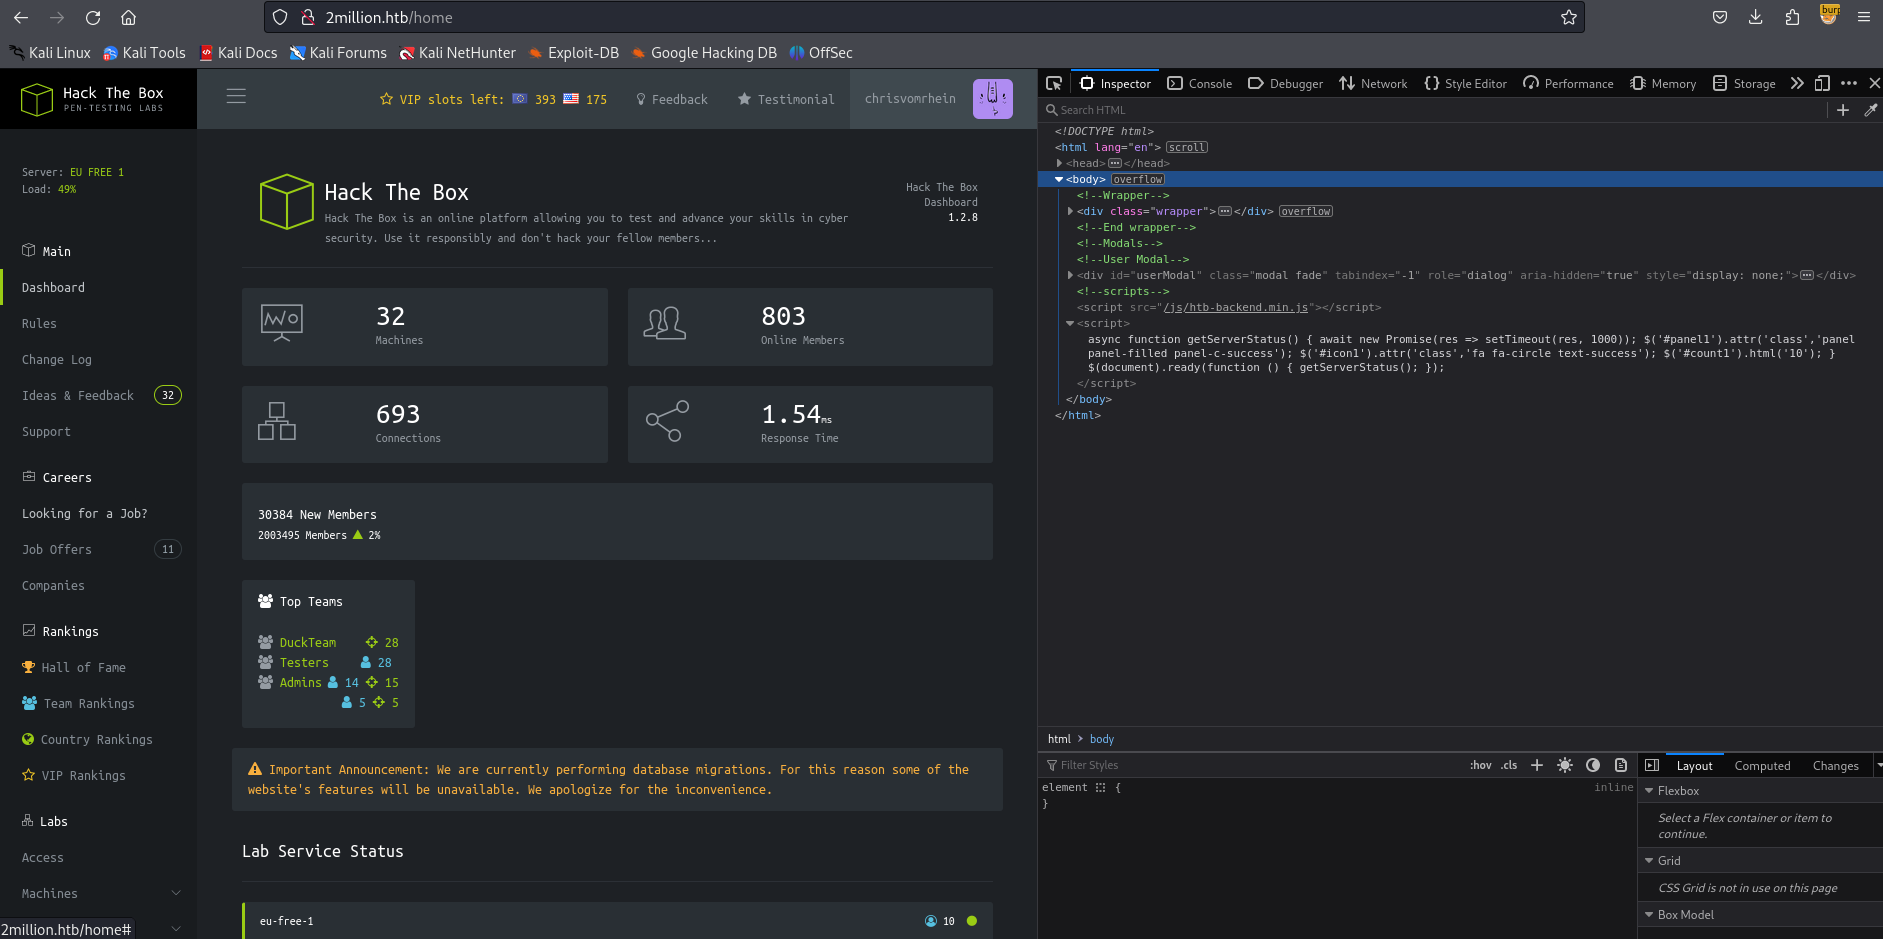 2million.htb/home
burp
Kali Linux Kali Tools Kali Docs Kali Forums Kali NetHunter Exploit-DB Google Hacking DB OffSec
Hack The Box
PEN-TESTING LABS
VIP slots left: 393 175 Feedback Testimonial chrisvomrhein
Server: EU FREE 1
Load: 49%
Main
Dashboard
Rules
Change Log
Ideas & Feedback 32
Support
Careers
Looking for a Job?
Job Offers 11
Companies
Rankings
Hall of Fame
Team Rankings
Country Rankings
VIP Rankings
Labs
Access
Machines
2million.htb/home#
Hack The Box
Hack The Box is an online platform allowing you to test and advance your skills in cyber
security. Use it responsibly and don't hack your fellow members...
Hack The Box
Dashboard
1.2.8
32
Machines
803
Online Members
693
Connections
1.54ms
Response Time
30384 New Members
2003495 Members 2%
Top Teams
DuckTeam 28
Testers 28
Admins 14 15
5 5
Important Announcement: We are currently performing database migrations. For this reason some of the
website's features will be unavailable. We apologize for the inconvenience.
Lab Service Status
eu-free-1 10
Inspector Console Debugger Network Style Editor Performance Memory Storage
Search HTML
<!DOCTYPE html>
<html lang="en"> scroll
<head></head>
<body> overflow
<!--Wrapper-->
<div class="wrapper"></div> overflow
<!--End wrapper-->
<!--Modals-->
<!--User Modal-->
<div id="userModal" class="modal fade" tabindex="-1" role="dialog" aria-hidden="true" style="display: none;"></div>
<!--scripts-->
<script src="/js/htb-backend.min.js"></script>
<script>
async function getServerStatus() { await new Promise(res => setTimeout(res, 1000)); $('#panel1').attr('class','panel
panel-filled panel-c-success'); $('#icon1').attr('class','fa fa-circle text-success'); $('#count1').html('10'); }
$(document).ready(function () { getServerStatus(); });
</script>
</body>
</html>
html body
Filter Styles :hov .cls
element { inline
}
Layout Computed Changes
Flexbox
Select a Flex container or item to
continue.
Grid
CSS Grid is not in use on this page
Box Model